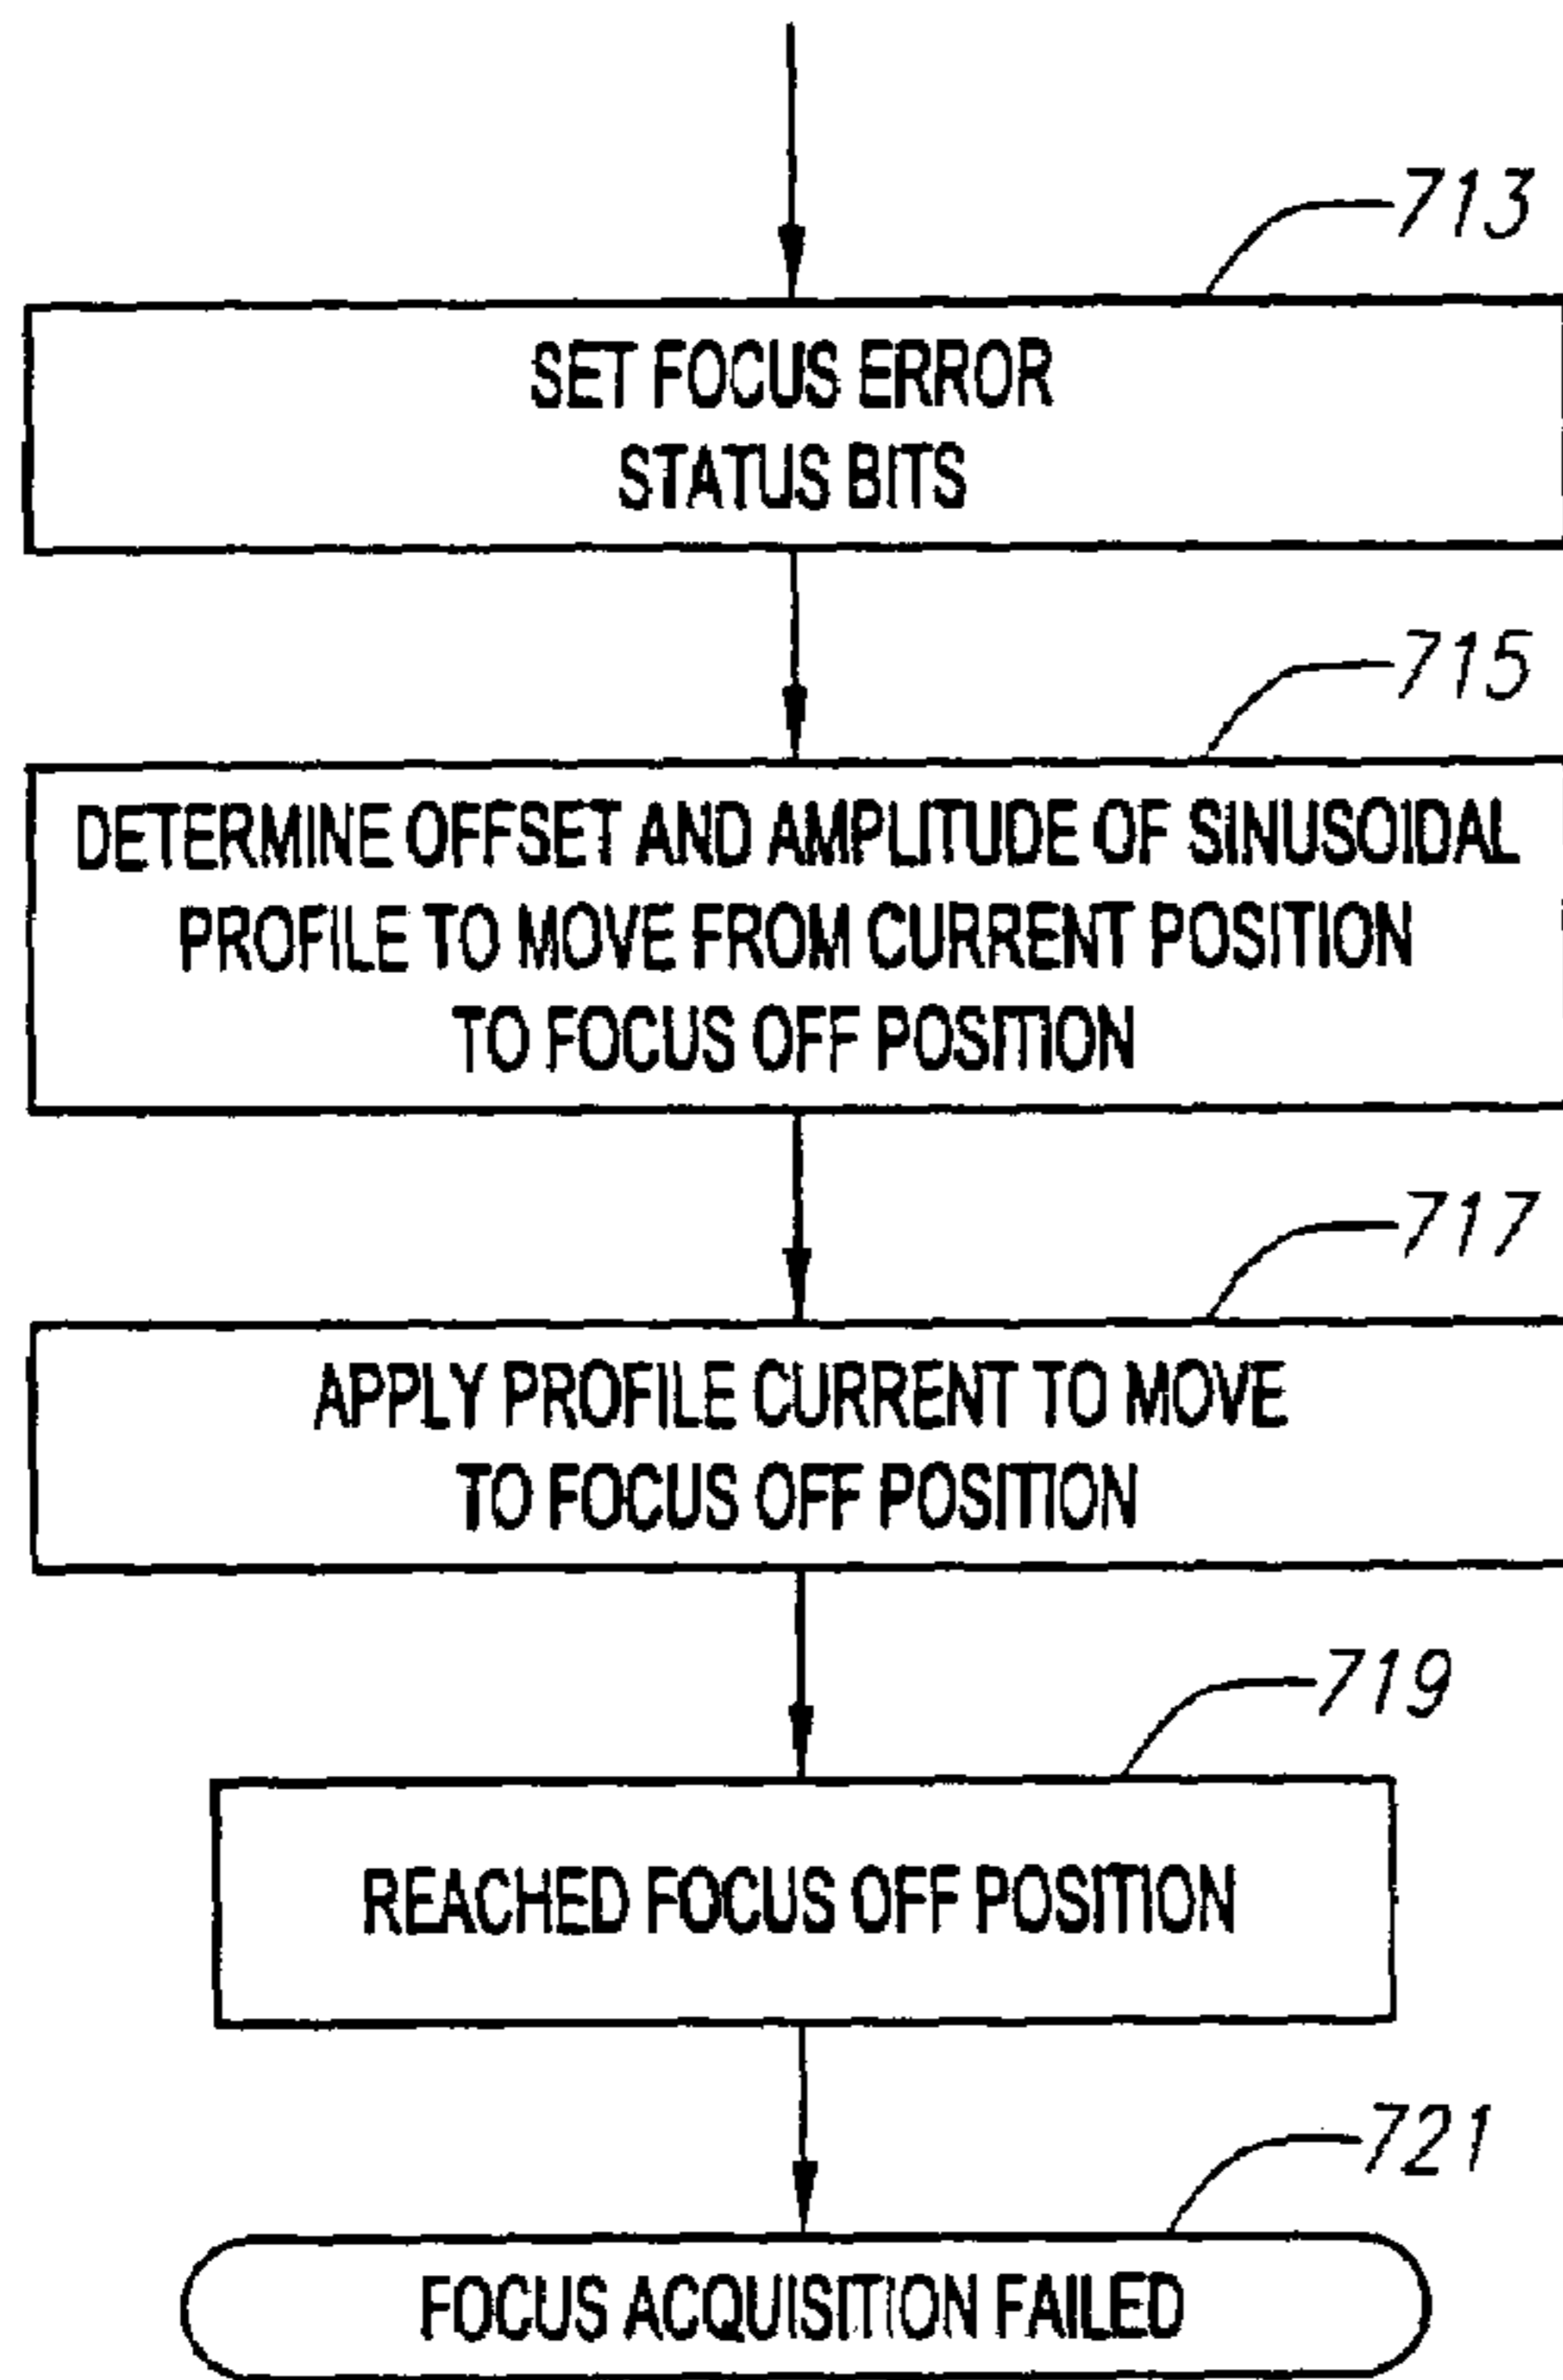 713
SET FOCUS ERROR
STATUS BITS
715
DETERMINE OFFSET AND AMPLITUDE OF SINUSOIDAL
PROFILE TO MOVE FROM CURRENT POSITION
TO FOCUS OFF POSITION
717
APPLY PROFILE CURRENT TO MOVE
TO FOCUS OFF POSITION
719
REACHED FOCUS OFF POSITION
721
FOCUS ACQUISITION FAILED